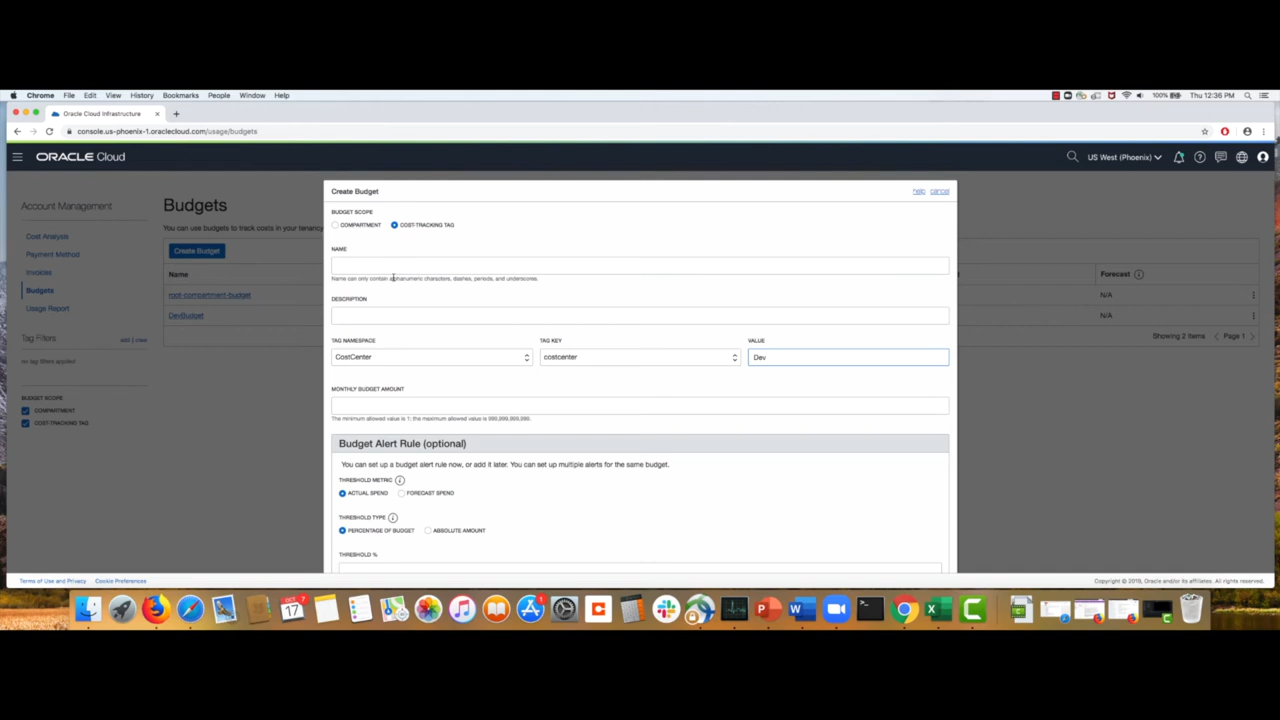 Chrome File Edit View History Bookmarks People Window Help
100% Thu 12:36 PM
Oracle Cloud Infrastructure
console.us-phoenix-1.oraclecloud.com/usage/budgets
ORACLE Cloud
US West (Phoenix)
Account Management
Cost Analysis
Payment Method
Invoices
Budgets
Usage Report
Tag Filters
add | clear
no tag filters applied
BUDGET SCOPE
COMPARTMENT
COST-TRACKING TAG
Budgets
You can use budgets to track costs in your tenancy
Create Budget
Name
Forecast
root-compartment-budget
N/A
DevBudget
N/A
Showing 2 Items
Page 1
Create Budget
help cancel
BUDGET SCOPE
COMPARTMENT COST-TRACKING TAG
NAME
Name can only contain alphanumeric characters, dashes, periods, and underscores.
DESCRIPTION
TAG NAMESPACE TAG KEY VALUE
CostCenter costcenter Dev
MONTHLY BUDGET AMOUNT
The minimum allowed value is 1; the maximum allowed value is 999,999,999,999.
Budget Alert Rule (optional)
You can set up a budget alert rule now, or add it later. You can set up multiple alerts for the same budget.
THRESHOLD METRIC i
ACTUAL SPEND FORECAST SPEND
THRESHOLD TYPE i
PERCENTAGE OF BUDGET ABSOLUTE AMOUNT
THRESHOLD %
Terms of Use and Privacy Cookie Preferences
Copyright © 2019, Oracle and/or its affiliates. All rights reserved.
OCT
17
7
1